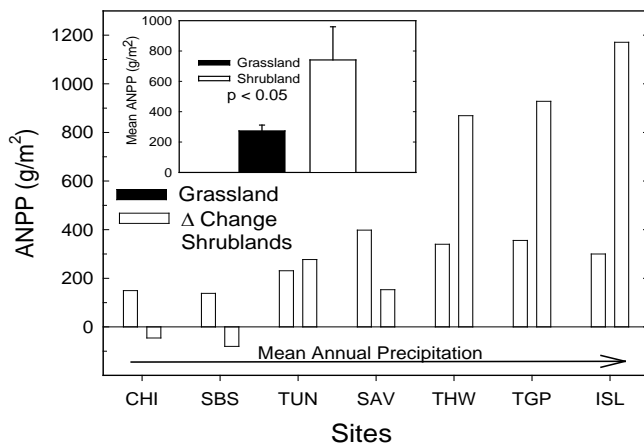 1000
800
600
400
200
0
Mean ANPP (g/m²)
Grassland
Shrubland
p < 0.05
1200
1000
800
600
400
200
0
ANPP (g/m²)
Grassland
Δ Change
Shrublands
Mean Annual Precipitation
CHI SBS TUN SAV THW TGP ISL
Sites